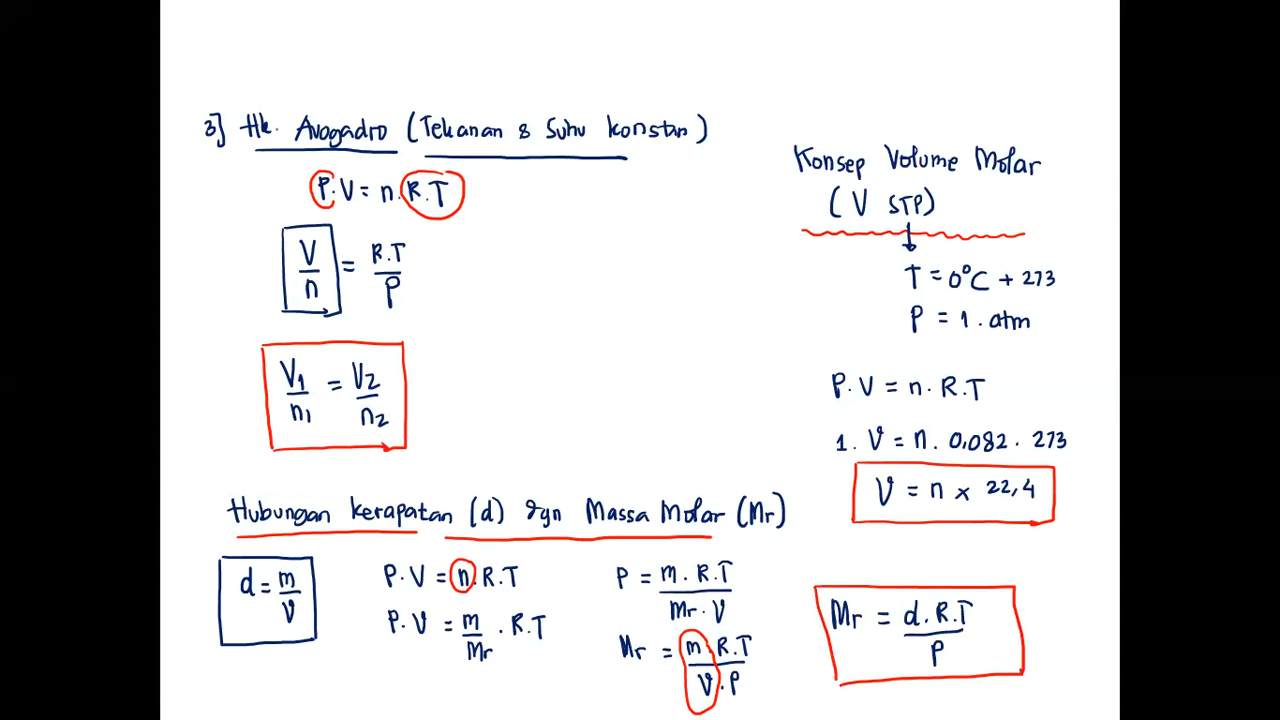 3] Hk. Avogadro (Tekanan & Suhu konstan)
P.V = n.R.T
V/n = R.T/P
V1/n1 = V2/n2
Konsep Volume Molar
(V STP)
T = 0°C + 273
P = 1. atm
P.V = n.R.T
1. V = n. 0,082. 273
V = n x 22,4
Hubungan kerapatan (d) dgn Massa Molar (Mr)
d = m/V
P.V = n.R.T
P.V = m/Mr . R.T
P = m.R.T/Mr.V
Mr = m.R.T/V.P
Mr = d.R.T/P